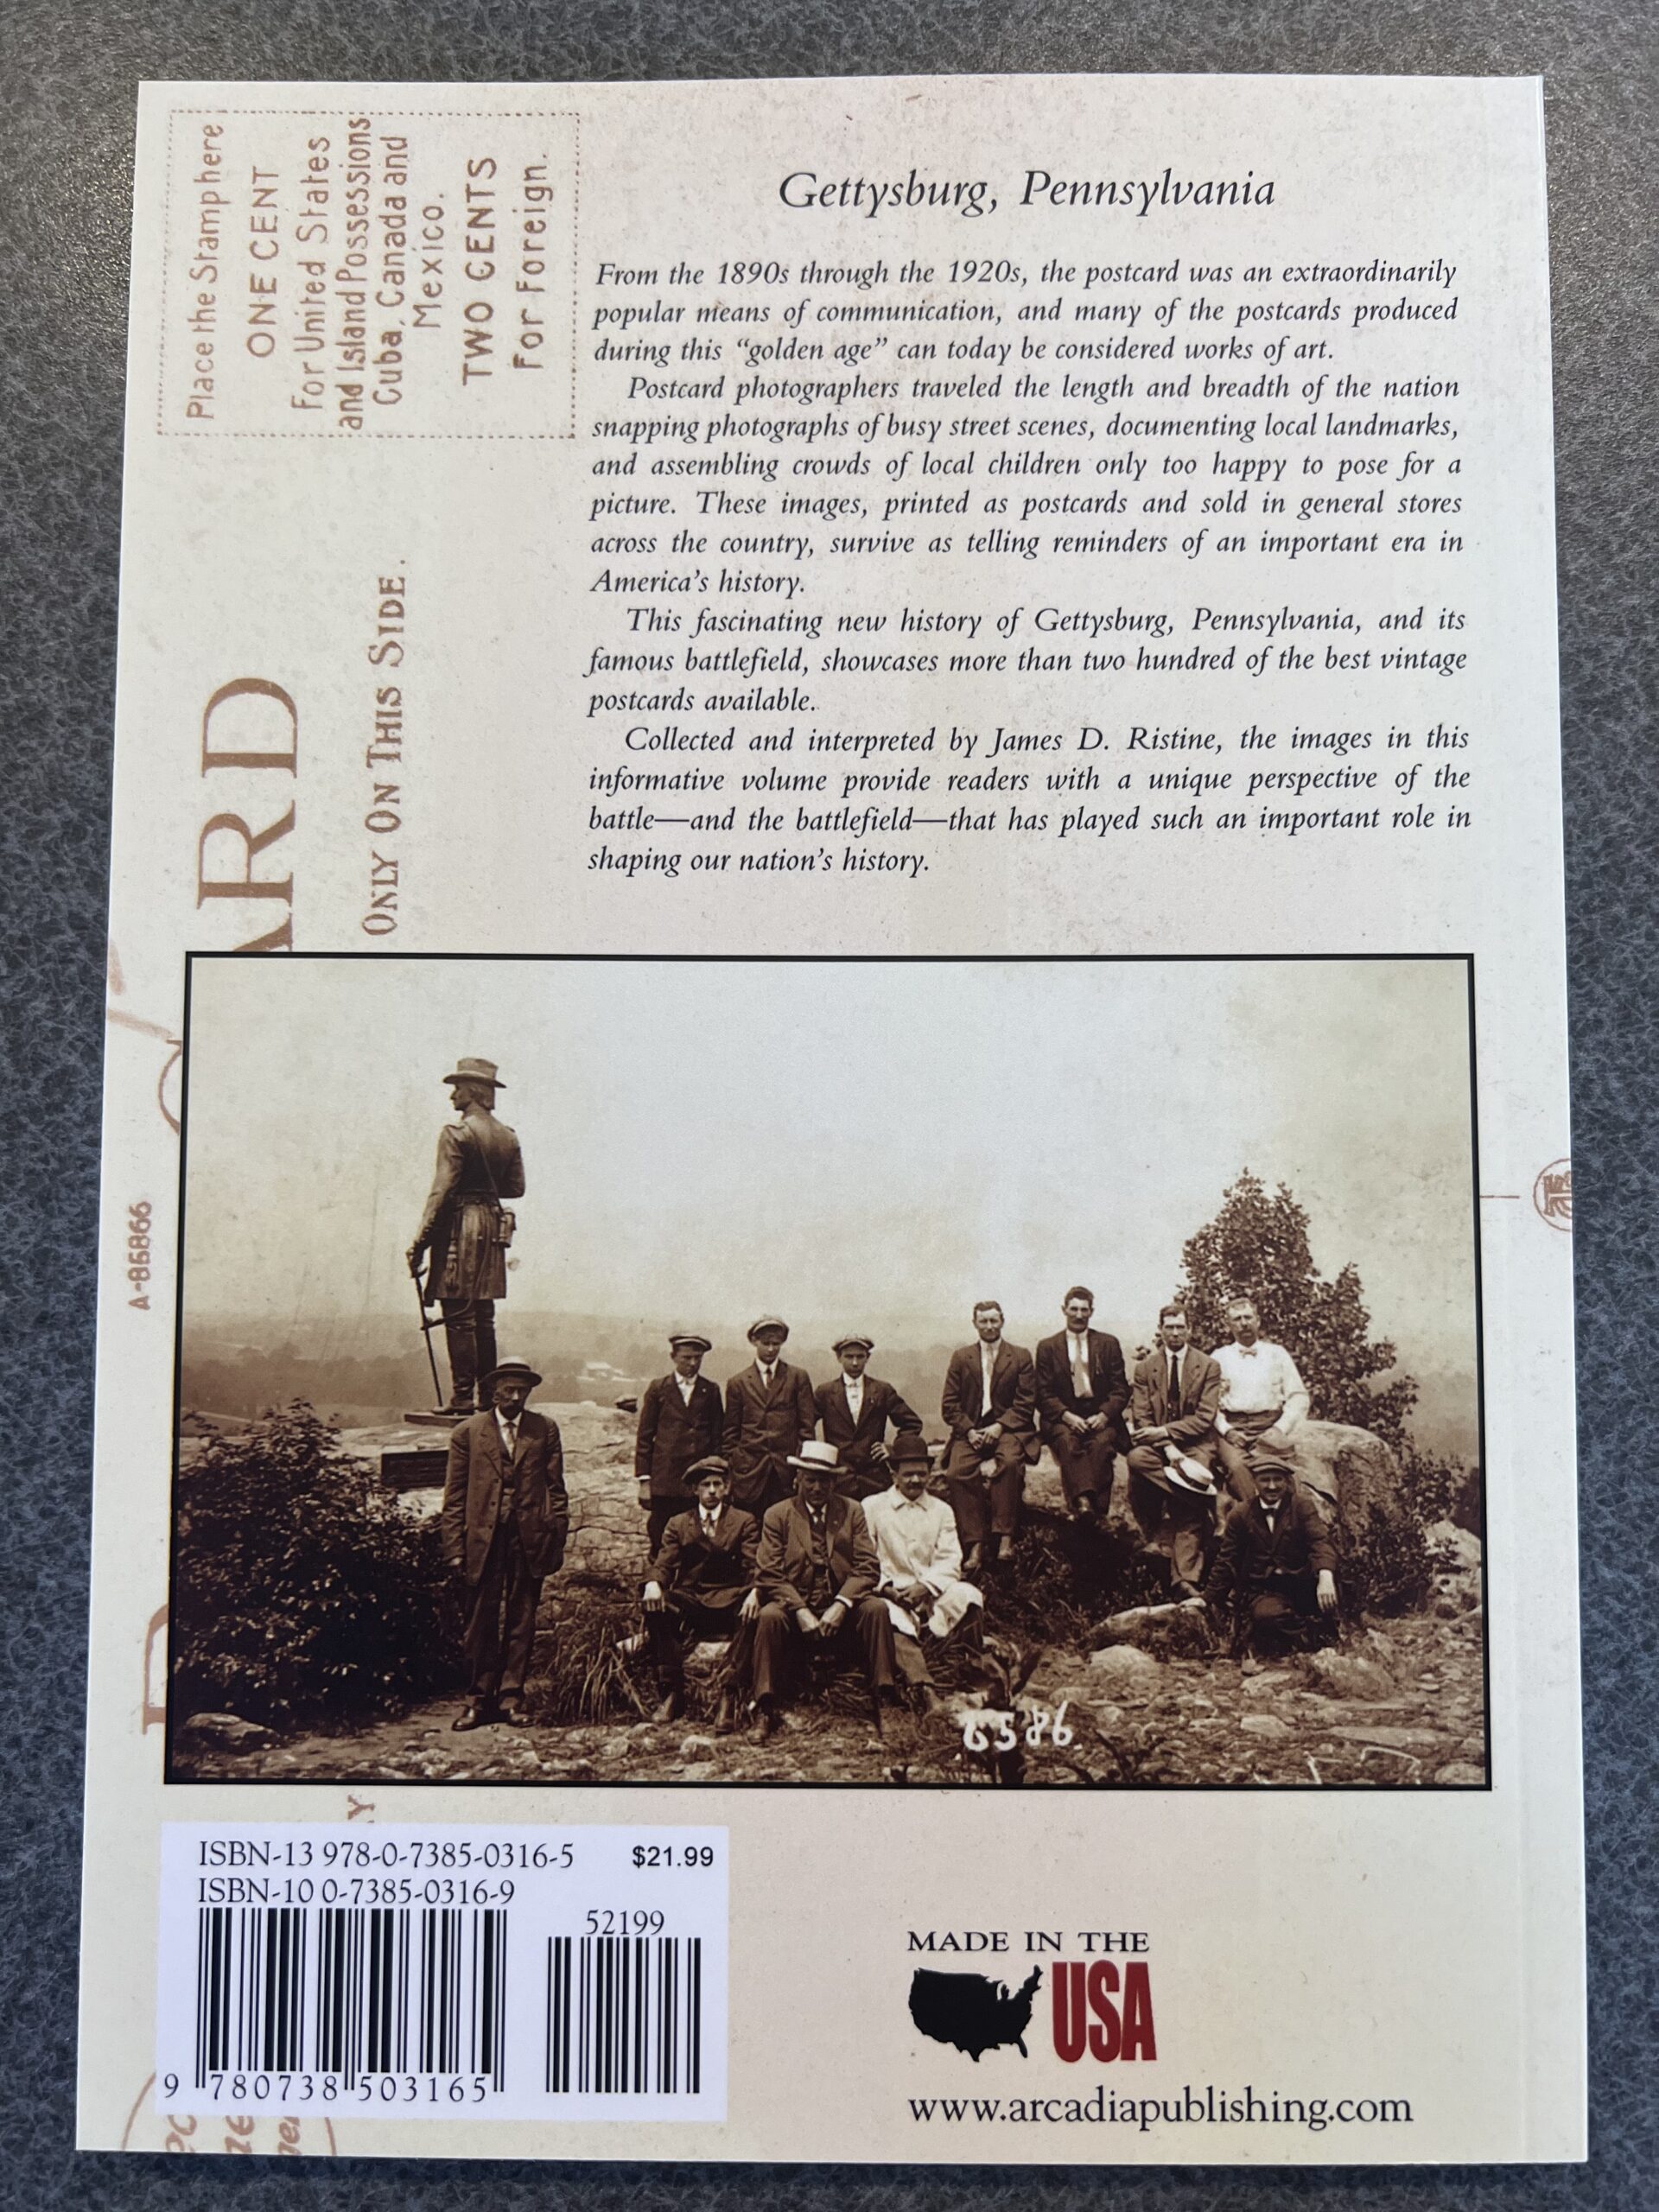 Place the Stamp here
ONE CENT
For United States
and Island Possessions
Cuba, Canada and
Mexico.
TWO CENTS
For Foreign.
ONLY ON THIS SIDE.
ARD
A-85866
Gettysburg, Pennsylvania
From the 1890s through the 1920s, the postcard was an extraordinarily
popular means of communication, and many of the postcards produced
during this “golden age” can today be considered works of art.
Postcard photographers traveled the length and breadth of the nation
snapping photographs of busy street scenes, documenting local landmarks,
and assembling crowds of local children only too happy to pose for a
picture. These images, printed as postcards and sold in general stores
across the country, survive as telling reminders of an important era in
America’s history.
This fascinating new history of Gettysburg, Pennsylvania, and its
famous battlefield, showcases more than two hundred of the best vintage
postcards available.
Collected and interpreted by James D. Ristine, the images in this
informative volume provide readers with a unique perspective of the
battle—and the battlefield—that has played such an important role in
shaping our nation’s history.
6586
Y
ISBN-13 978-0-7385-0316-5 $21.99
ISBN-10 0-7385-0316-9
52199
9 780738 503165
MADE IN THE
USA
www.arcadiapublishing.com